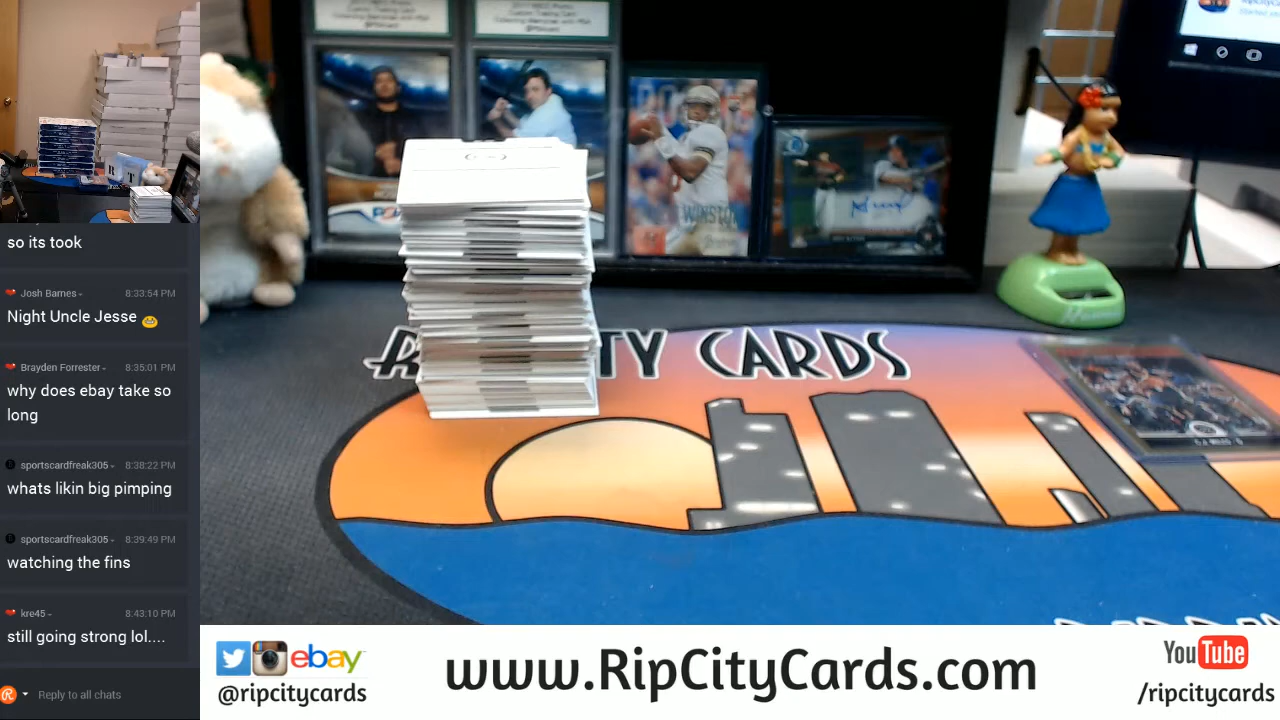 so its took
Josh Barnes 8:33:54 PM
Night Uncle Jesse
Brayden Forrester 8:35:01 PM
why does ebay take so
long
sportscardfreak305 8:38:22 PM
whats likin big pimping
sportscardfreak305 8:39:49 PM
watching the fins
kre45 8:43:10 PM
still going strong lol....
Reply to all chats
CITY CARDS
WINSTON
ebay
@ripcitycards
www.RipCityCards.com
YouTube
/ripcitycards